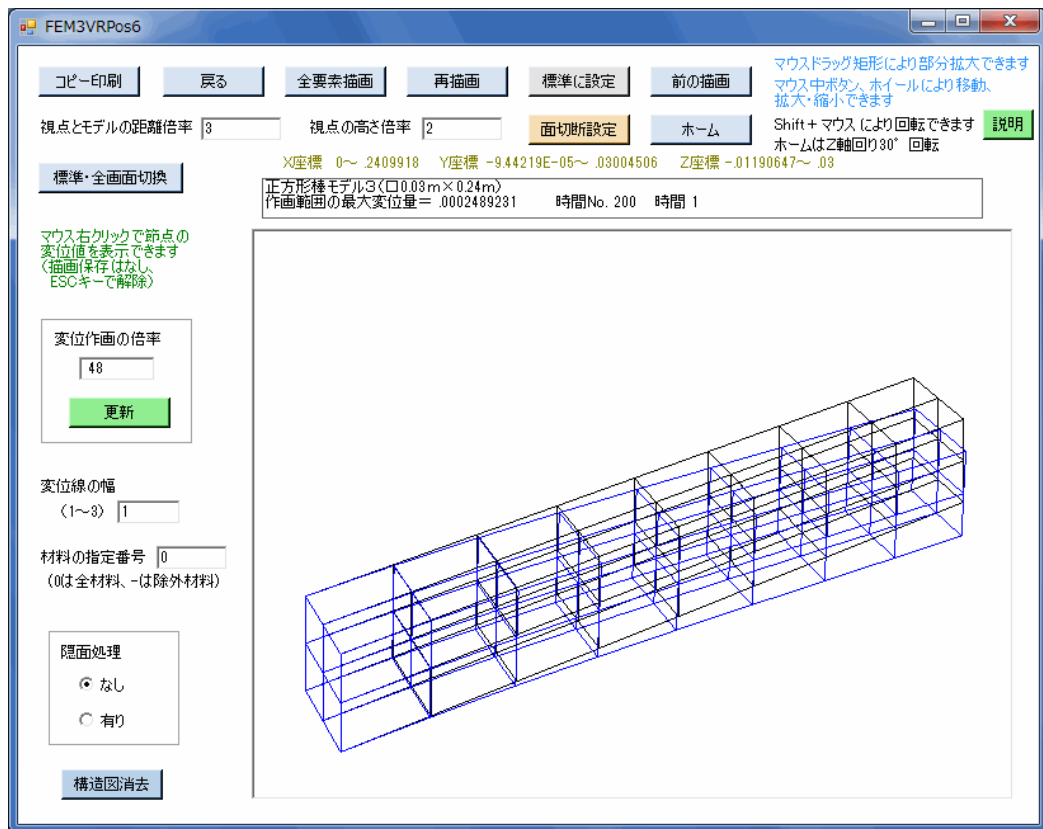 FEM3VRPos6
コピー印刷
戻る
全要素描画
再描画
標準に設定
前の描画
マウスドラッグ矩形により部分拡大できます
マウス中ボタン、ホイールにより移動、
拡大・縮小できます
視点とモデルの距離倍率 3
視点の高さ倍率 2
面切断設定
ホーム
Shift+マウスにより回転できます
ホームはZ軸回り30° 回転
説明
標準・全画面切換
X座標 0～ .2409918 Y座標 -9.44219E-05～ .03004506 Z座標 -.01190647～ .03
正方形棒モデル3(□0.03m×0.24m)
作画範囲の最大変位量＝ .0002489231 時間No. 200 時間 1
マウス右クリックで節点の
変位値を表示できます
(描画保存はなし、
ESCキーで解除)
変位作画の倍率
48
更新
変位線の幅
(1～3) 1
材料の指定番号 0
(0は全材料、-は除外材料)
隠面処理
なし
有り
構造図消去